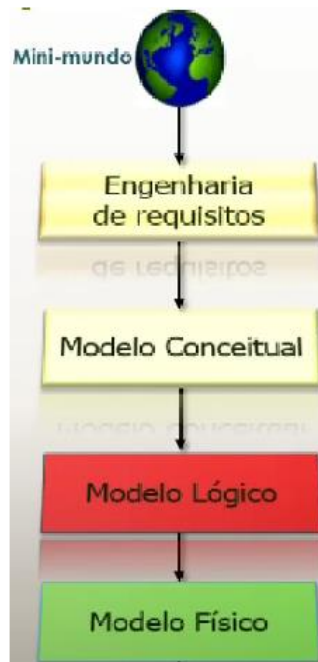 Mini-mundo
Engenharia
de requisitos
Modelo Conceitual
Modelo Lógico
Modelo Físico